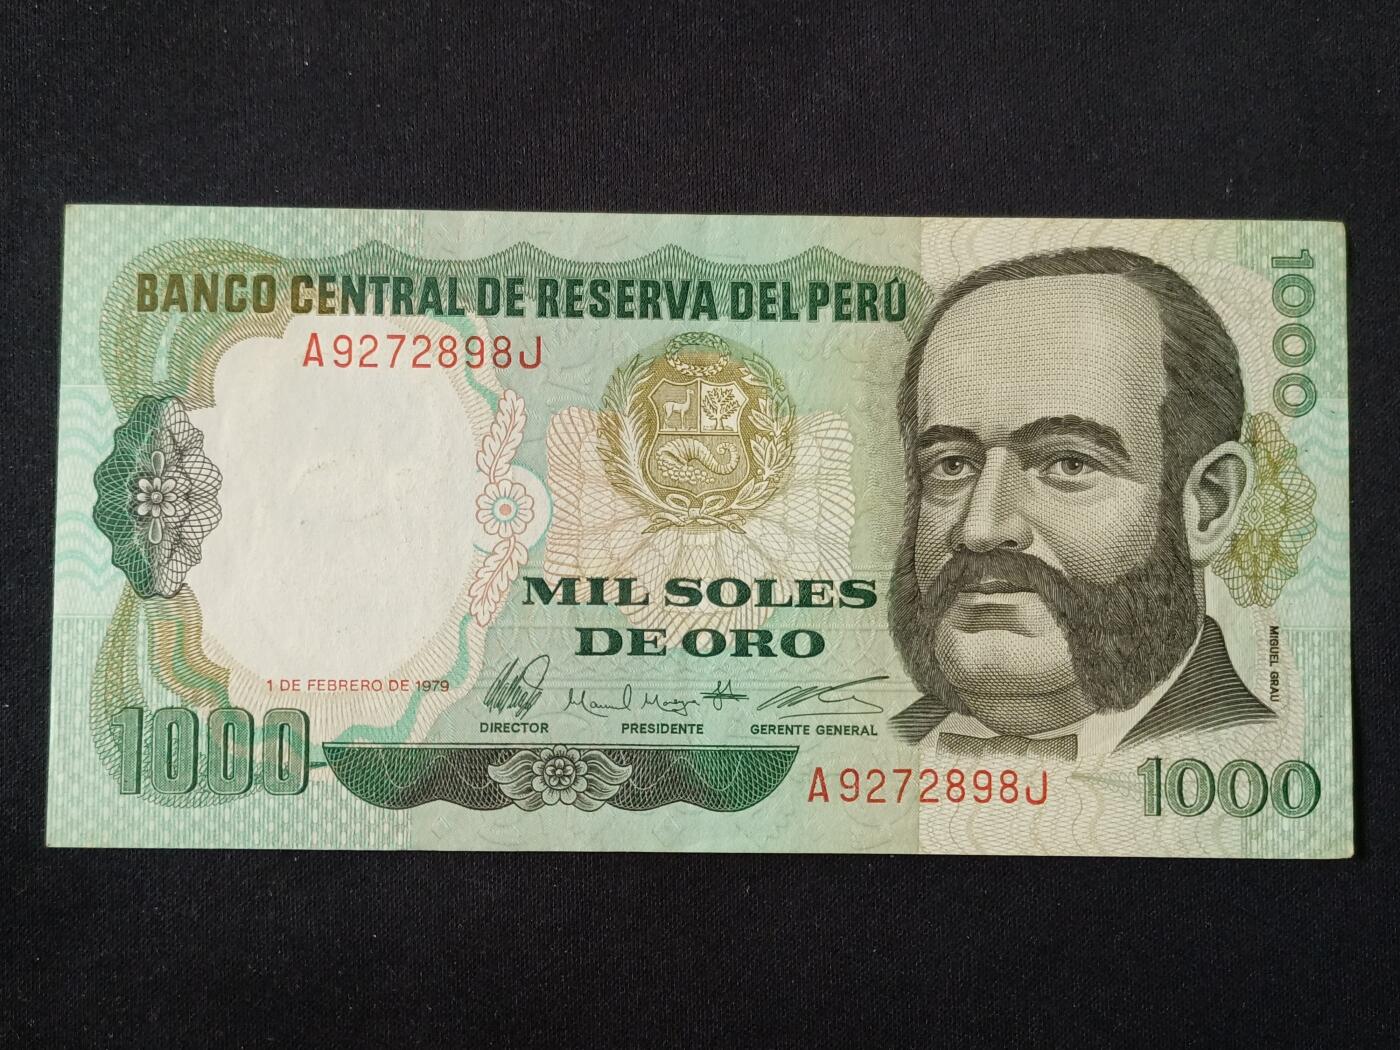 BANCO CENTRAL DE RESERVA DEL PERÚ
1000
A9272898J
MIL SOLES
DE ORO
MIGUEL GRAU
1 DE FEBRERO DE 1979
DIRECTOR PRESIDENTE GERENTE GENERAL
1000
A9272898J
1000